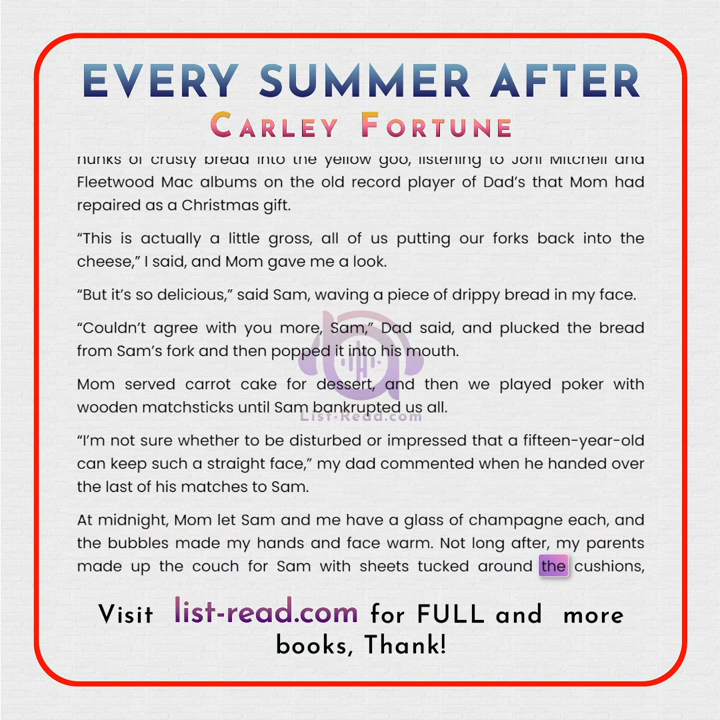 EVERY SUMMER AFTER
CARLEY FORTUNE
hunks of crusty bread into the yellow goo, listening to Joni Mitchell and
Fleetwood Mac albums on the old record player of Dad’s that Mom had
repaired as a Christmas gift.
“This is actually a little gross, all of us putting our forks back into the
cheese,” I said, and Mom gave me a look.
“But it’s so delicious,” said Sam, waving a piece of drippy bread in my face.
“Couldn’t agree with you more, Sam,” Dad said, and plucked the bread
from Sam’s fork and then popped it into his mouth.
Mom served carrot cake for dessert, and then we played poker with
wooden matchsticks until Sam bankrupted us all.
List-Read.com
“I’m not sure whether to be disturbed or impressed that a fifteen-year-old
can keep such a straight face,” my dad commented when he handed over
the last of his matches to Sam.
At midnight, Mom let Sam and me have a glass of champagne each, and
the bubbles made my hands and face warm. Not long after, my parents
made up the couch for Sam with sheets tucked around the cushions,
Visit list-read.com for FULL and more
books, Thank!